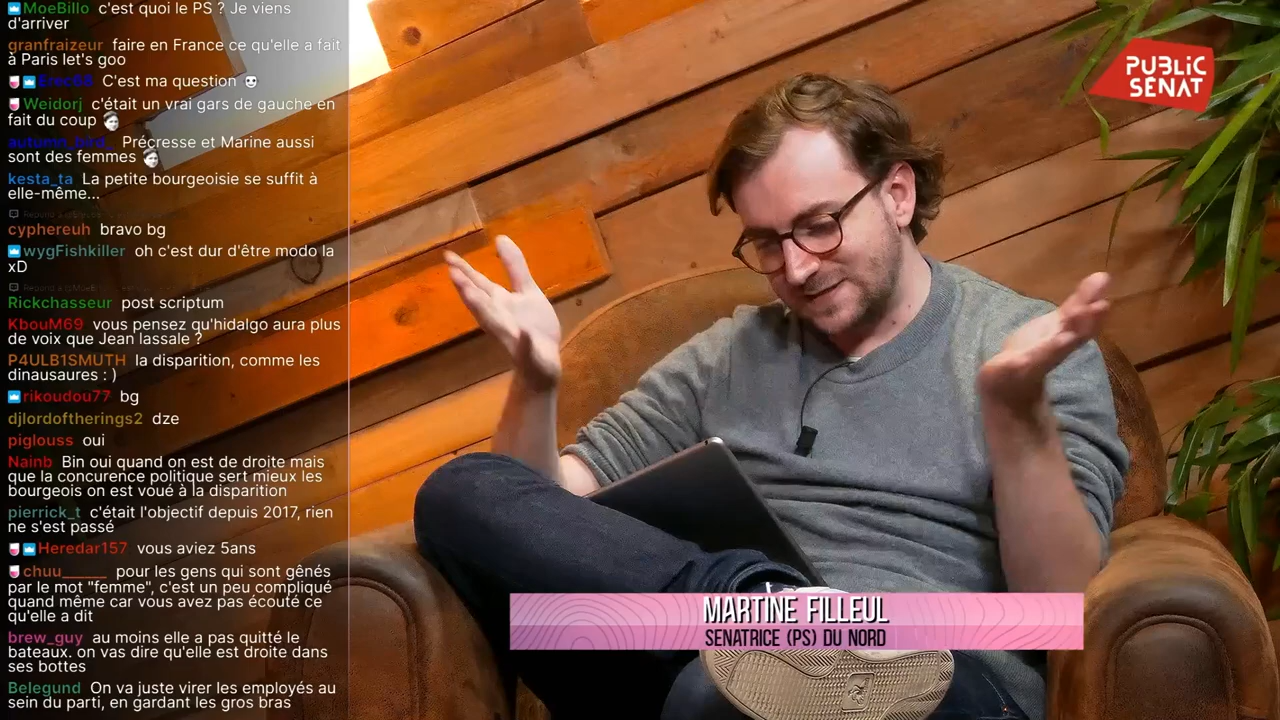 MoeBillo c'est quoi le PS ? Je viens
d'arriver
granfraizeur faire en France ce qu'elle a fait
à Paris let's goo
Erec68 C'est ma question
Weidorj c'était un vrai gars de gauche en
fait du coup
autumn_bird_ Précresse et Marine aussi
sont des femmes
kesta_ta La petite bourgeoisie se suffit à
elle-même...
cyphereuh bravo bg
wygFishkiller oh c'est dur d'être modo la
xD
Rickchasseur post scriptum
KbouM69 vous pensez qu'hidalgo aura plus
de voix que Jean lassale ?
P4ULB1SMUTH la disparition, comme les
dinausaures : )
rikoudou77 bg
djlordoftherings2 dze
piglouss oui
Nainb Bin oui quand on est de droite mais
que la concurence politique sert mieux les
bourgeois on est voué à la disparition
pierrick_t c'était l'objectif depuis 2017, rien
ne s'est passé
Heredar157 vous aviez 5ans
chuu______ pour les gens qui sont gênés
par le mot "femme", c'est un peu compliqué
quand même car vous avez pas écouté ce
qu'elle a dit
brew_guy au moins elle a pas quitté le
bateaux. on vas dire qu'elle est droite dans
ses bottes
Belegund On va juste virer les employés au
sein du parti, en gardant les gros bras
PUBLIC
SÉNAT
MARTINE FILLEUL
SENATRICE (PS) DU NORD